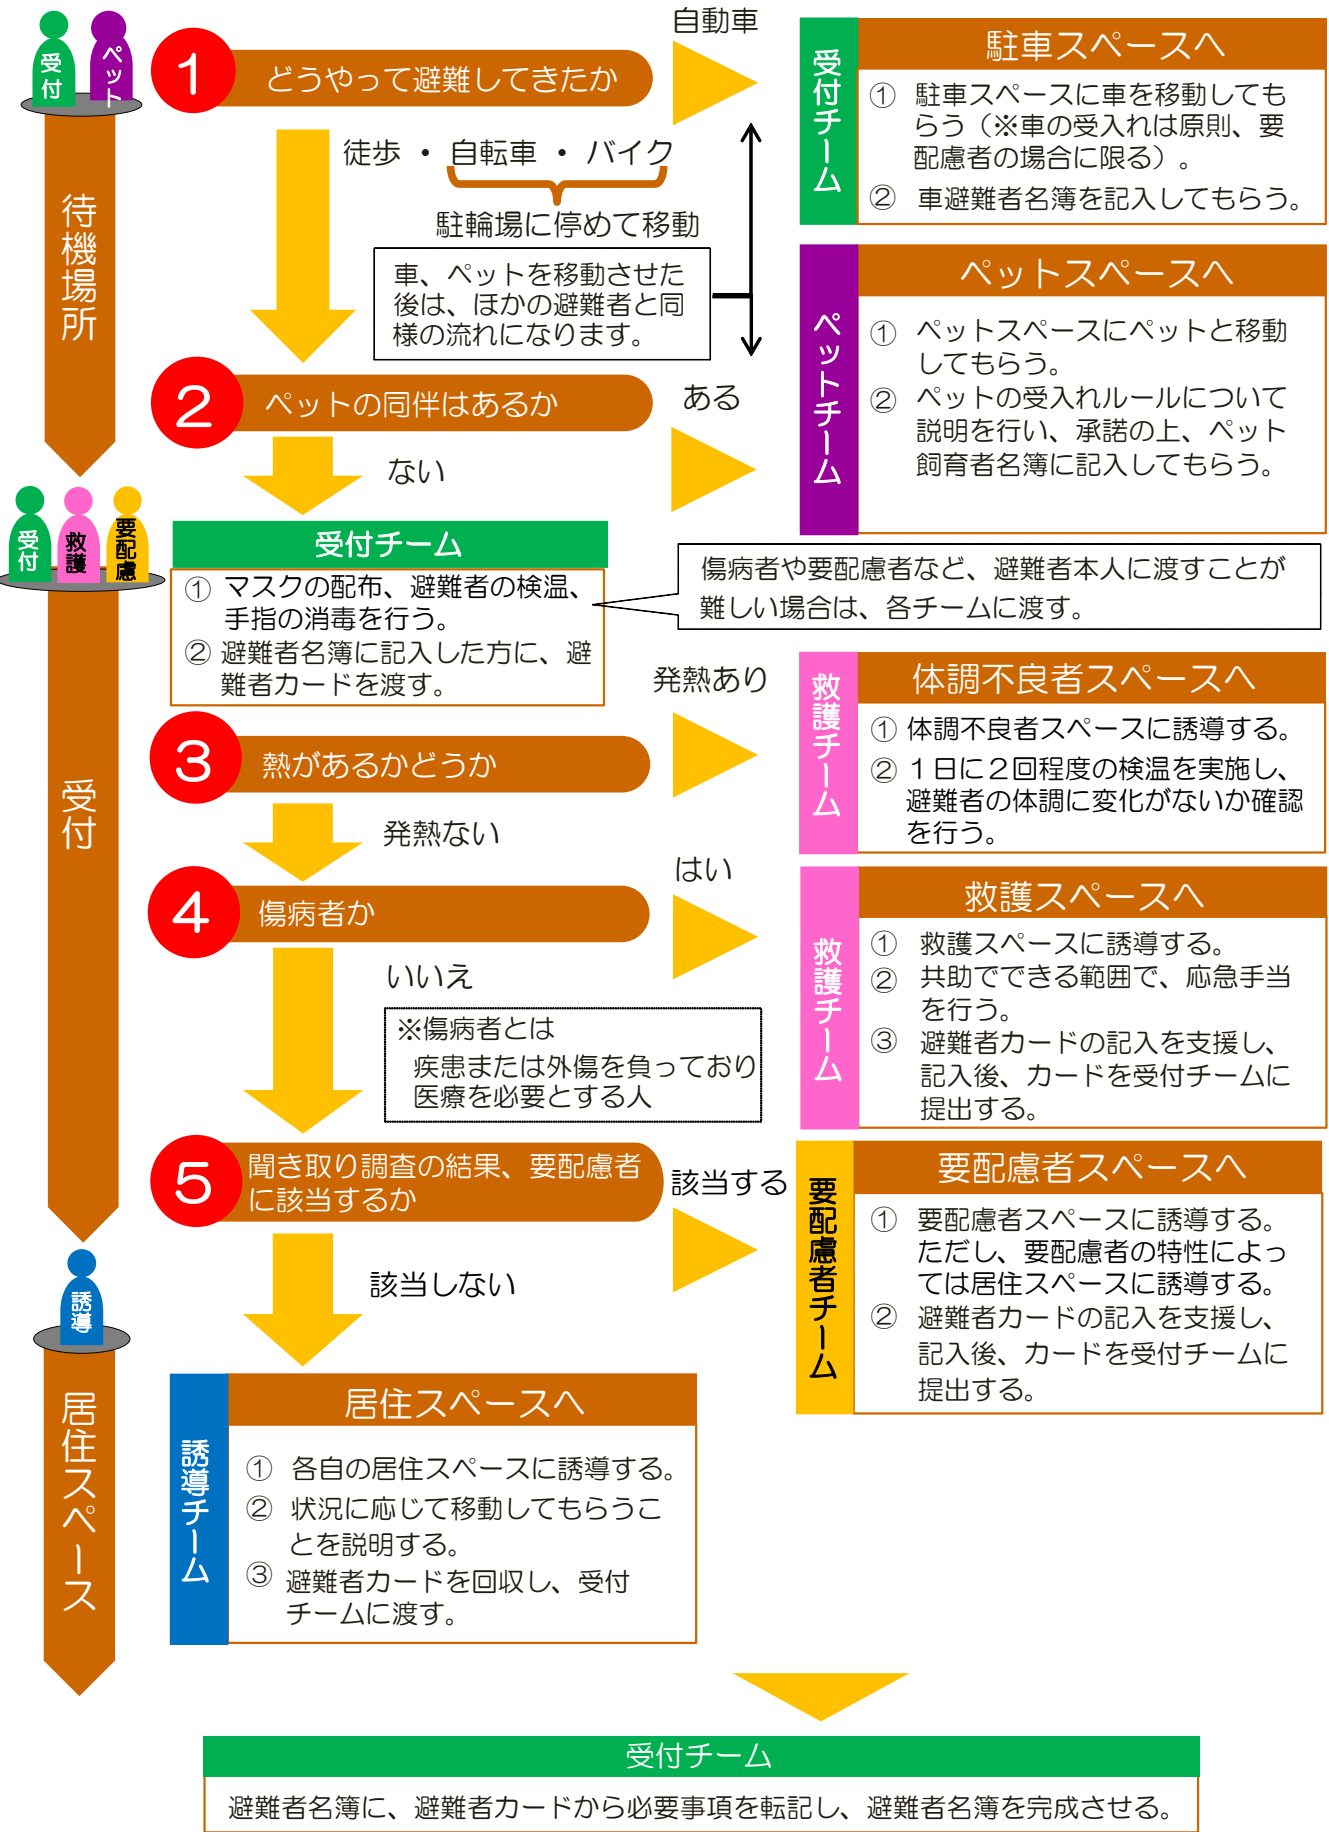 受付
ペット
1
どうやって避難してきたか
自動車
徒歩 ・ 自転車 ・ バイク
駐輪場に停めて移動
車、ペットを移動させた
後は、ほかの避難者と同
様の流れになります。
待機場所
受付チーム
駐車スペースへ
① 駐車スペースに車を移動しても
らう（※車の受入れは原則、要
配慮者の場合に限る）。
② 車避難者名簿を記入してもらう。
2
ペットの同伴はあるか
ある
ない
ペットチーム
ペットスペースへ
① ペットスペースにペットと移動
してもらう。
② ペットの受入れルールについて
説明を行い、承諾の上、ペット
飼育者名簿に記入してもらう。
受付
救護
要配慮
受付
受付チーム
① マスクの配布、避難者の検温、
手指の消毒を行う。
② 避難者名簿に記入した方に、避
難者カードを渡す。
傷病者や要配慮者など、避難者本人に渡すことが
難しい場合は、各チームに渡す。
3
熱があるかどうか
発熱あり
発熱ない
救護チーム
体調不良者スペースへ
① 体調不良者スペースに誘導する。
② １日に２回程度の検温を実施し、
避難者の体調に変化がないか確認
を行う。
4
傷病者か
はい
いいえ
※傷病者とは
疾患または外傷を負っており
医療を必要とする人
救護チーム
救護スペースへ
① 救護スペースに誘導する。
② 共助でできる範囲で、応急手当
を行う。
③ 避難者カードの記入を支援し、
記入後、カードを受付チームに
提出する。
5
聞き取り調査の結果、要配慮者
に該当するか
該当する
該当しない
要配慮者チーム
要配慮者スペースへ
① 要配慮者スペースに誘導する。
ただし、要配慮者の特性によっ
ては居住スペースに誘導する。
② 避難者カードの記入を支援し、
記入後、カードを受付チームに
提出する。
誘導
居住スペース
誘導チーム
居住スペースへ
① 各自の居住スペースに誘導する。
② 状況に応じて移動してもらうこ
とを説明する。
③ 避難者カードを回収し、受付
チームに渡す。
受付チーム
避難者名簿に、避難者カードから必要事項を転記し、避難者名簿を完成させる。